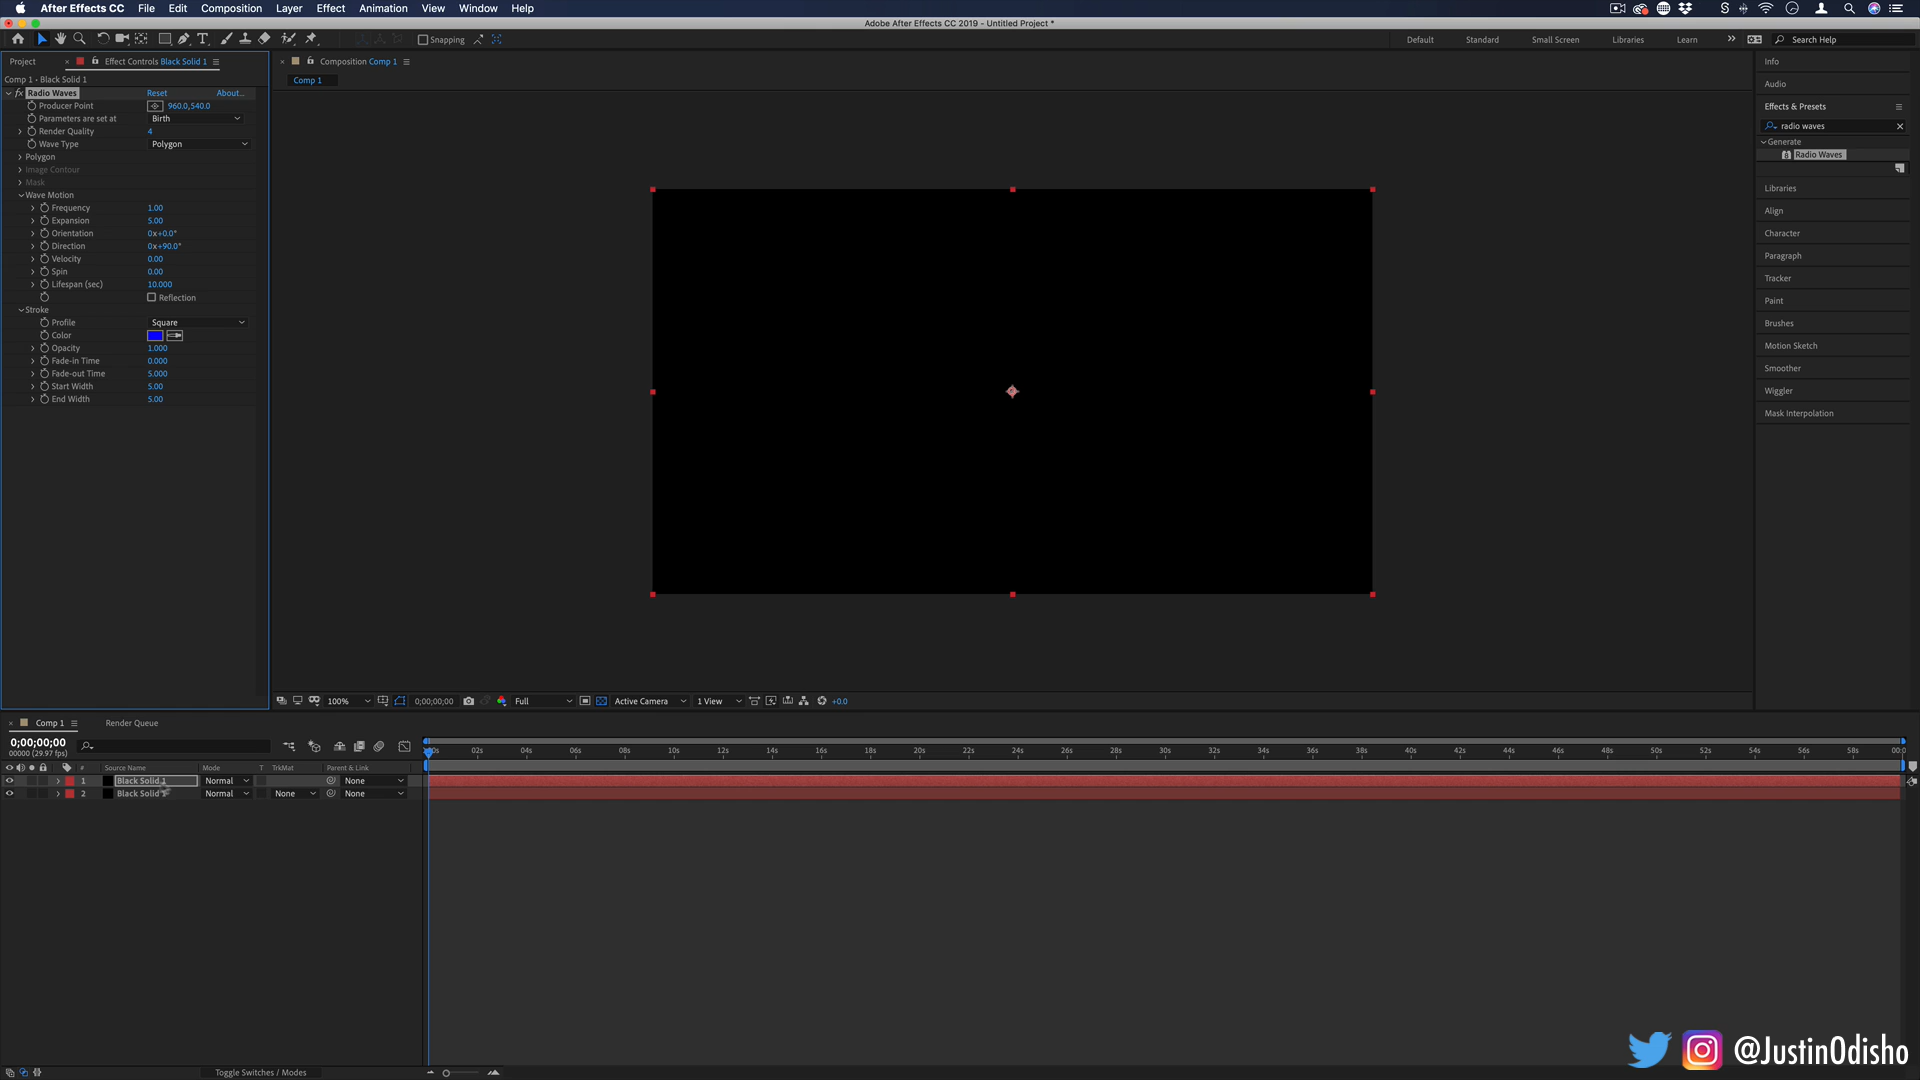 After Effects CC File Edit Composition Layer Effect Animation View Window Help
Adobe After Effects CC 2019 - Untitled Project *
Snapping
Default Standard Small Screen Libraries Learn Search Help
Project Effect Controls Black Solid 1
Comp 1 - Black Solid 1
fx Radio Waves Reset About...
Producer Point 960.0,540.0
Parameters are set at Birth
Render Quality 4
Wave Type Polygon
Polygon
Image Contour
Mask
Wave Motion
Frequency 1.00
Expansion 5.00
Orientation 0x+0.0°
Direction 0x+90.0°
Velocity 0.00
Spin 0.00
Lifespan (sec) 10.000
Reflection
Stroke
Profile Square
Color
Opacity 1.000
Fade-in Time 0.000
Fade-out Time 5.000
Start Width 5.00
End Width 5.00
Composition Comp 1
Comp 1
100% 0;00;00;00 Full Active Camera 1 View +0.0
Info
Audio
Effects & Presets
radio waves
Generate
Radio Waves
Libraries
Align
Character
Paragraph
Tracker
Paint
Brushes
Motion Sketch
Smoother
Wiggler
Mask Interpolation
Comp 1 Render Queue
0;00;00;00
00000 (29.97 fps)
02s 04s 06s 08s 10s 12s 14s 16s 18s 20s 22s 24s 26s 28s 30s 32s 34s 36s 38s 40s 42s 44s 46s 48s 50s 52s 54s 56s 58s 00:0
# Source Name Mode T TrkMat Parent & Link
1 Black Solid 1 Normal None
2 Black Solid Normal None None
Toggle Switches / Modes
@JustinOdisho